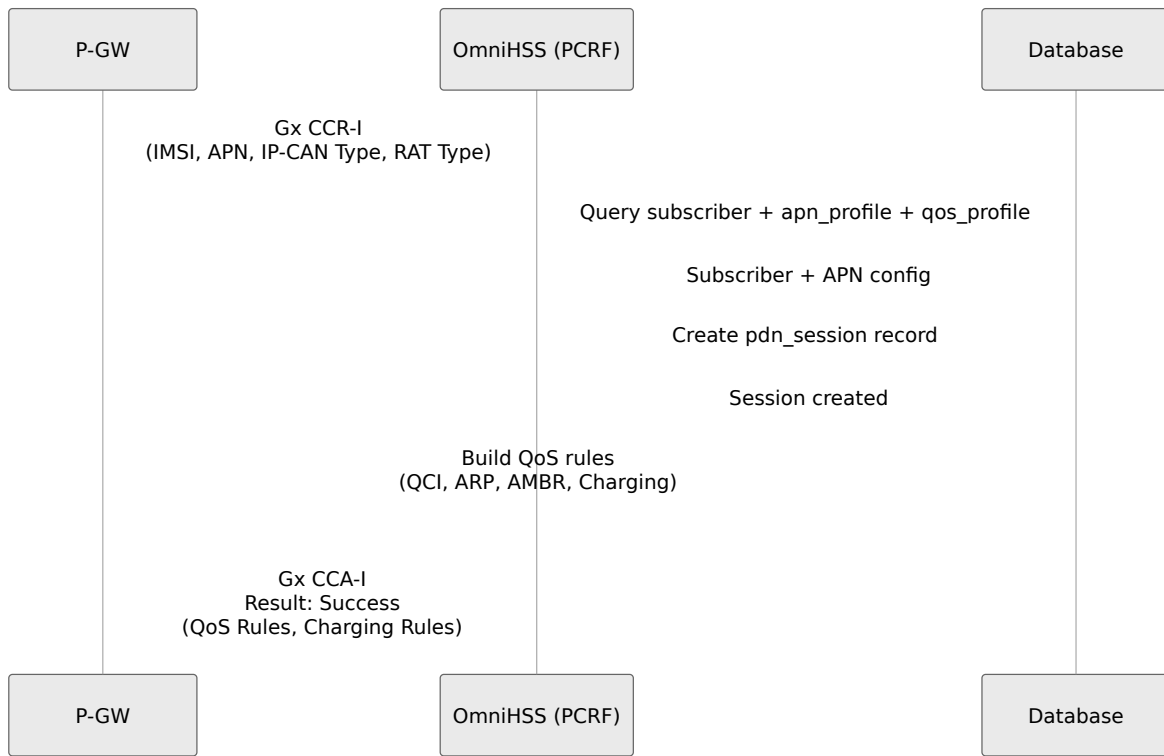 P-GW
OmniHSS (PCRF)
Database
Gx CCR-I
(IMSI, APN, IP-CAN Type, RAT Type)
Query subscriber + apn_profile + qos_profile
Subscriber + APN config
Create pdn_session record
Session created
Build QoS rules
(QCI, ARP, AMBR, Charging)
Gx CCA-I
Result: Success
(QoS Rules, Charging Rules)
P-GW
OmniHSS (PCRF)
Database